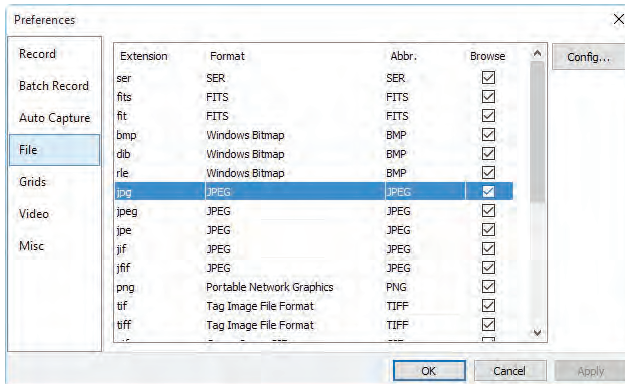 Preferences
Record
Batch Record
Auto Capture
File
Grids
Video
Misc
Extension Format Abbr. Browse
ser SER SER
fits FITS FITS
fit FITS FITS
bmp Windows Bitmap BMP
dib Windows Bitmap BMP
rle Windows Bitmap BMP
jpg JPEG JPEG
jpeg JPEG JPEG
jpe JPEG JPEG
jif JPEG JPEG
jfif JPEG JPEG
png Portable Network Graphics PNG
tif Tag Image File Format TIFF
tiff Tag Image File Format TIFF
Config...
OK Cancel Apply